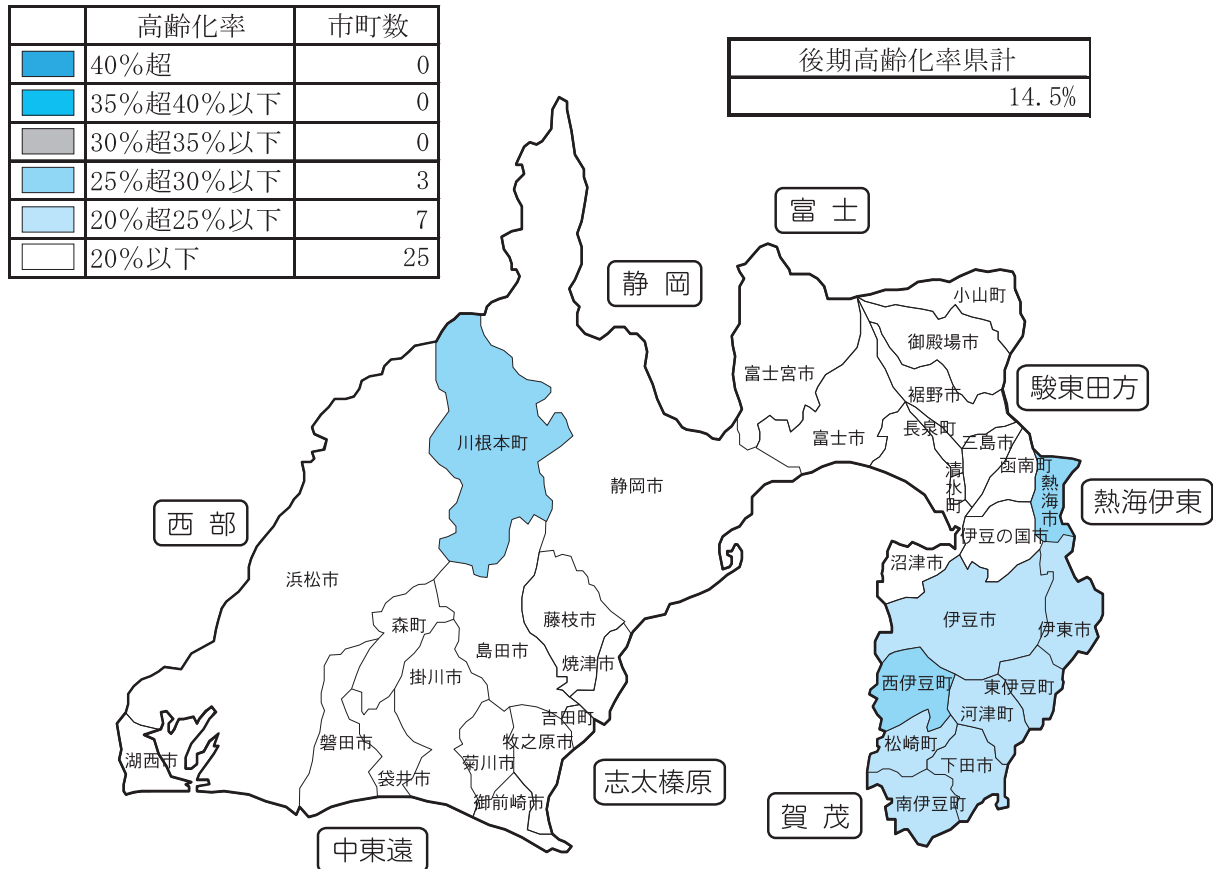 高齢化率 市町数
40％超 0
35％超40％以下 0
30％超35％以下 0
25％超30％以下 3
20％超25％以下 7
20％以下 25
後期高齢化率県計
14.5%
富士
静岡
小山町
御殿場市
富士宮市
裾野市
駿東田方
長泉町
富士市
三島市
函南町
川根本町
清水町
熱海市
静岡市
熱海伊東
西部
伊豆の国市
沼津市
浜松市
藤枝市
伊豆市
森町
伊東市
島田市
焼津市
掛川市
西伊豆町
東伊豆町
吉田町
河津町
磐田市
牧之原市
松崎町
湖西市
菊川市
下田市
袋井市
志太榛原
御前崎市
南伊豆町
賀茂
中東遠